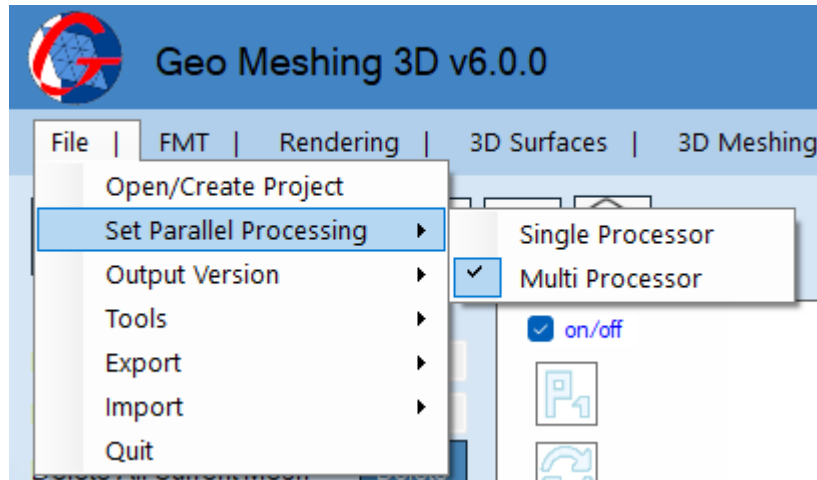 Geo Meshing 3D v6.0.0
File | FMT | Rendering | 3D Surfaces | 3D Meshing
Open/Create Project
Set Parallel Processing
Single Processor
Output Version
Multi Processor
Tools
on/off
Export
P1
Import
Quit